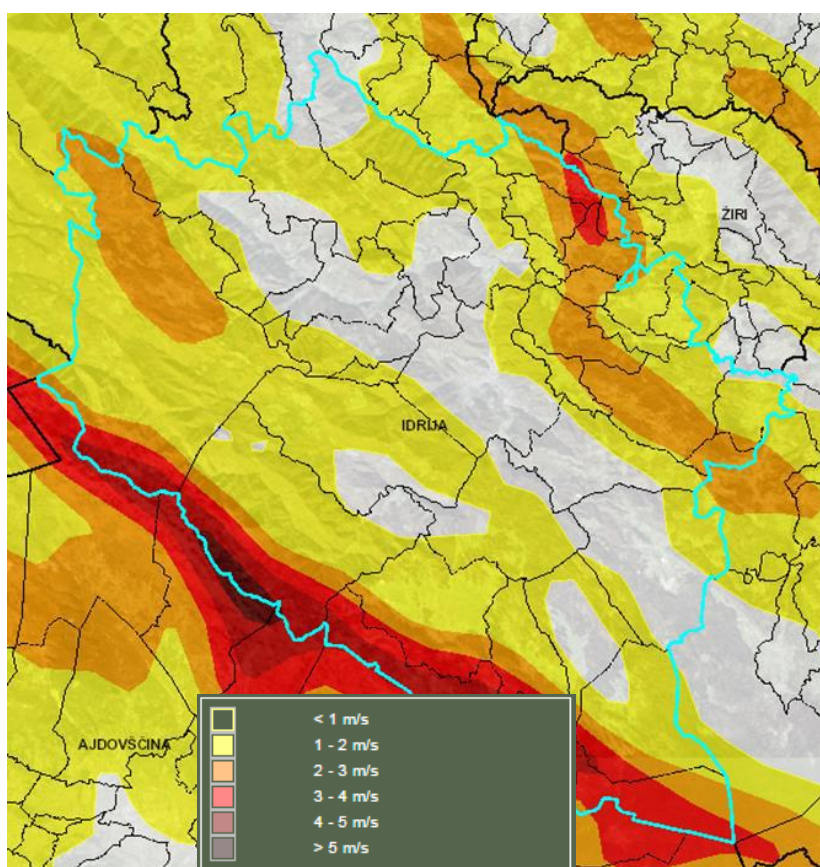 ŽIRI
IDRIJA
AJDOVŠČINA
< 1 m/s
1 - 2 m/s
2 - 3 m/s
3 - 4 m/s
4 - 5 m/s
> 5 m/s